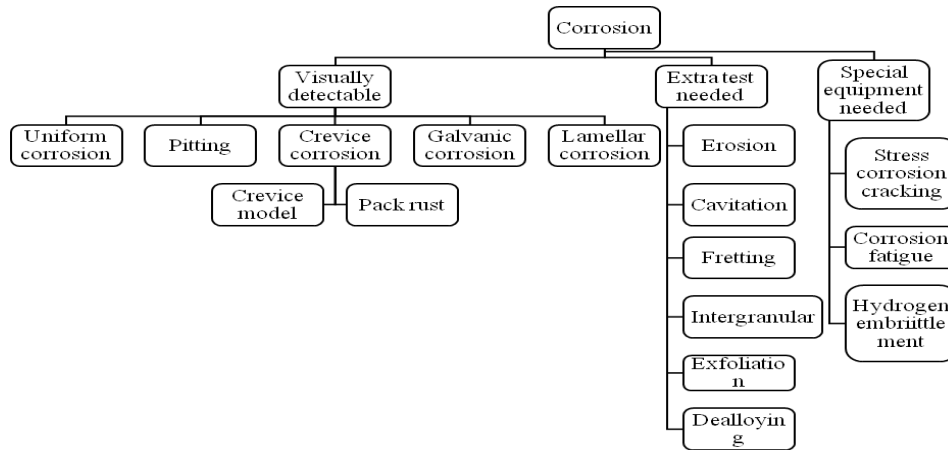 Corrosion
Visually
detectable
Extra test
needed
Special
equipment
needed
Uniform
corrosion
Pitting
Crevice
corrosion
Galvanic
corrosion
Lamellar
corrosion
Crevice
model
Pack rust
Erosion
Cavitation
Fretting
Intergranular
Exfoliatio
n
Dealloyin
g
Stress
corrosion
cracking
Corrosion
fatigue
Hydrogen
embriittle
ment